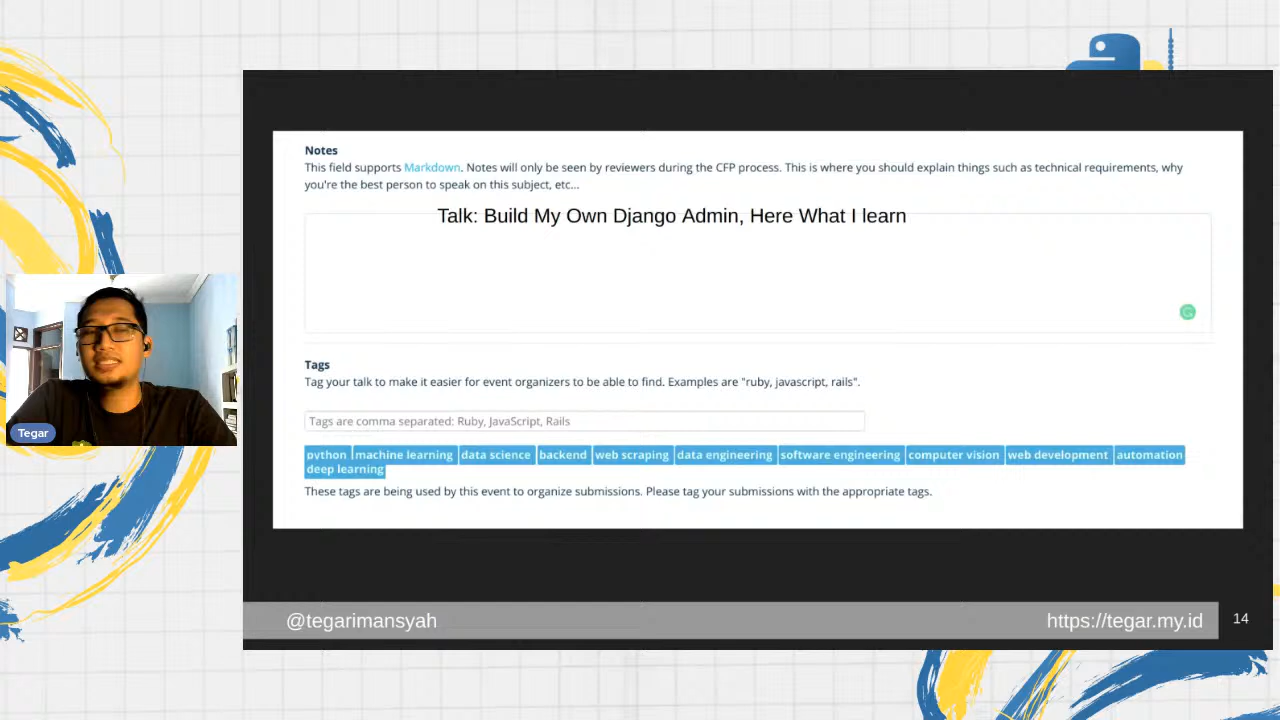 Notes
This field supports Markdown. Notes will only be seen by reviewers during the CFP process. This is where you should explain things such as technical requirements, why
you're the best person to speak on this subject, etc...
Talk: Build My Own Django Admin, Here What I learn
Tags
Tag your talk to make it easier for event organizers to be able to find. Examples are "ruby, javascript, rails".
Tags are comma separated: Ruby, JavaScript, Rails
python machine learning data science backend web scraping data engineering software engineering computer vision web development automation
deep learning
These tags are being used by this event to organize submissions. Please tag your submissions with the appropriate tags.
Tegar
@tegarimansyah https://tegar.my.id 14